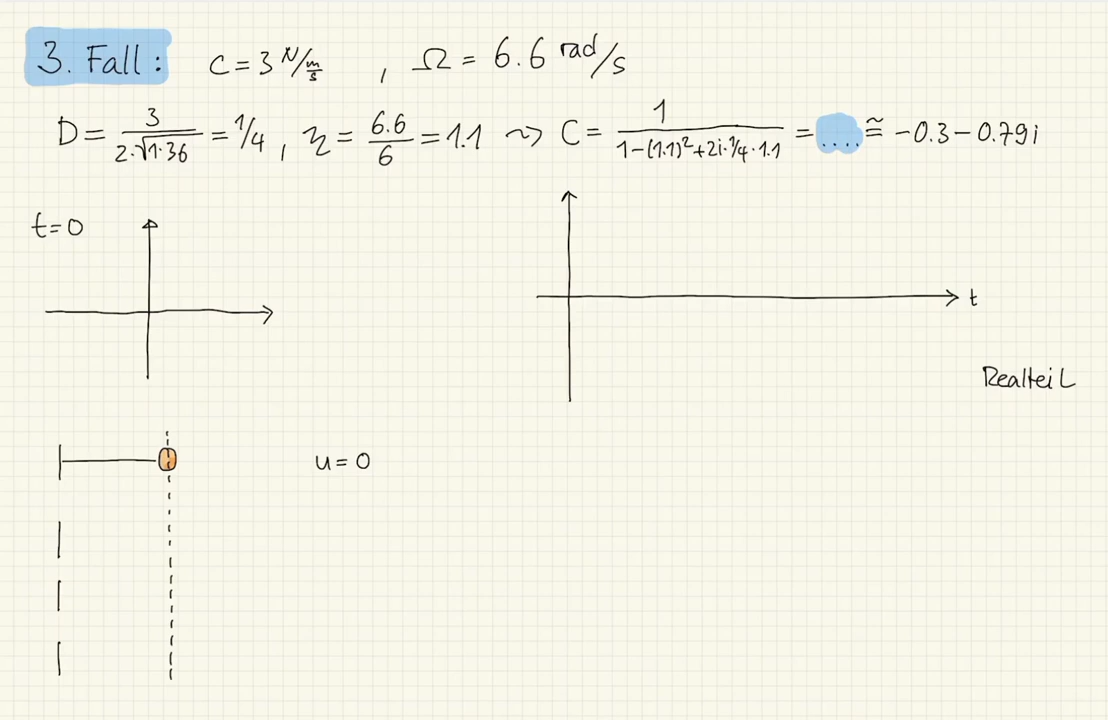 3. Fall: c = 3 N/(m/s) , Ω = 6.6 rad/s
D = 3/(2·√(1·36)) = 1/4 , η = 6.6/6 = 1.1 ⤳ C = 1/(1-(1.1)²+2i·1/4·1.1) = .... ≅ -0.3 - 0.79i
t=0
t
Realteil
u = 0